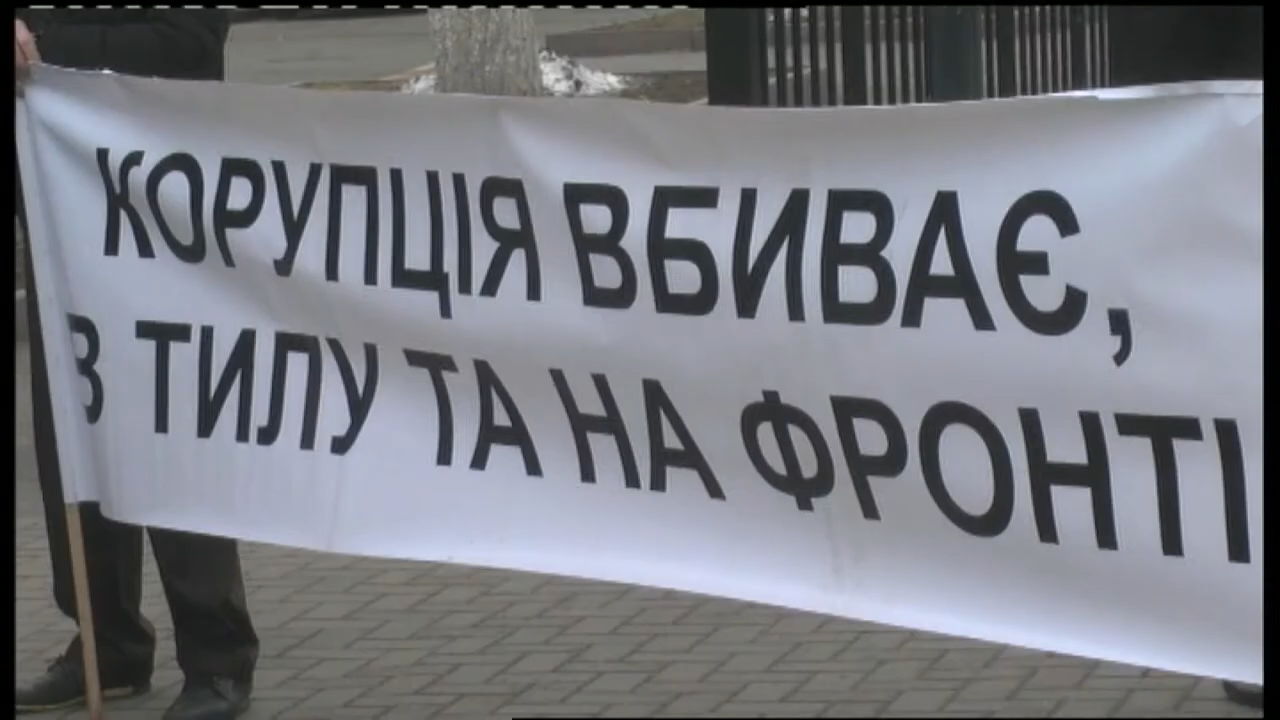 КОРУПЦІЯ ВБИВАЄ,
В ТИЛУ ТА НА ФРОНТІ